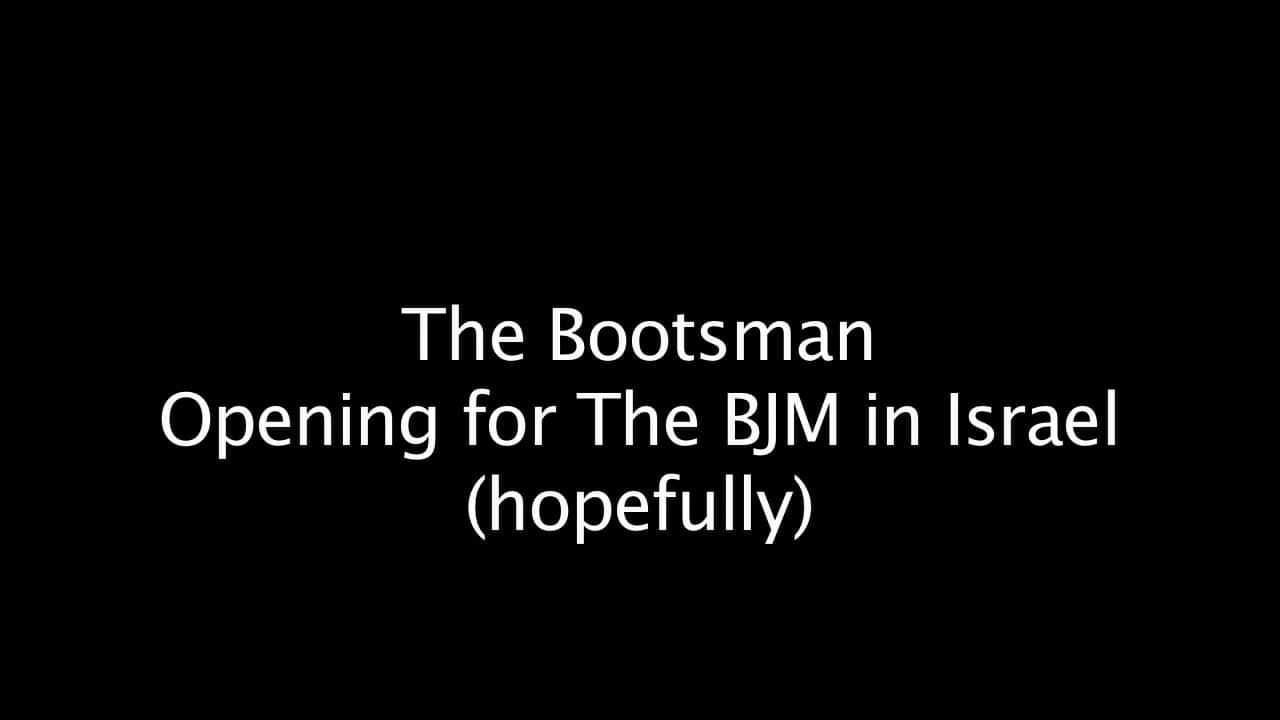 The Bootsman
Opening for The BJM in Israel
(hopefully)